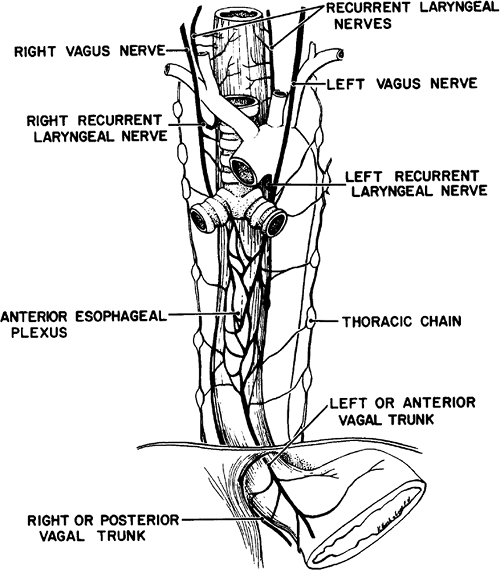 RECURRENT LARYNGEAL
NERVES
RIGHT VAGUS NERVE
LEFT VAGUS NERVE
RIGHT RECURRENT
LARYNGEAL NERVE
LEFT RECURRENT
LARYNGEAL NERVE
ANTERIOR ESOPHAGEAL
PLEXUS
THORACIC CHAIN
LEFT OR ANTERIOR
VAGAL TRUNK
RIGHT OR POSTERIOR
VAGAL TRUNK